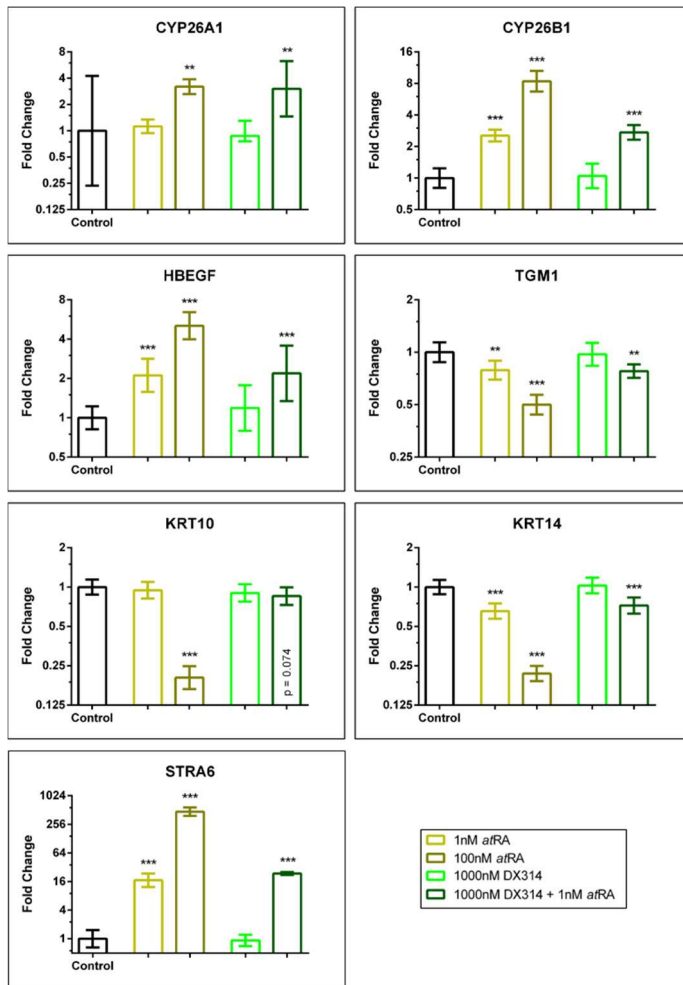 CYP26A1
8
4
2
1
0.5
0.25
0.125
Fold Change
Control
**
**
CYP26B1
16
8
4
2
1
0.5
Fold Change
Control
***
***
***
HBEGF
8
4
2
1
0.5
Fold Change
Control
***
***
***
TGM1
2
1
0.5
0.25
Fold Change
Control
**
***
**
KRT10
2
1
0.5
0.25
0.125
Fold Change
Control
***
p = 0.074
KRT14
2
1
0.5
0.25
0.125
Fold Change
Control
***
***
***
STRA6
1024
256
64
16
4
1
Fold Change
Control
***
***
***
1nM atRA
100nM atRA
1000nM DX314
1000nM DX314 + 1nM atRA